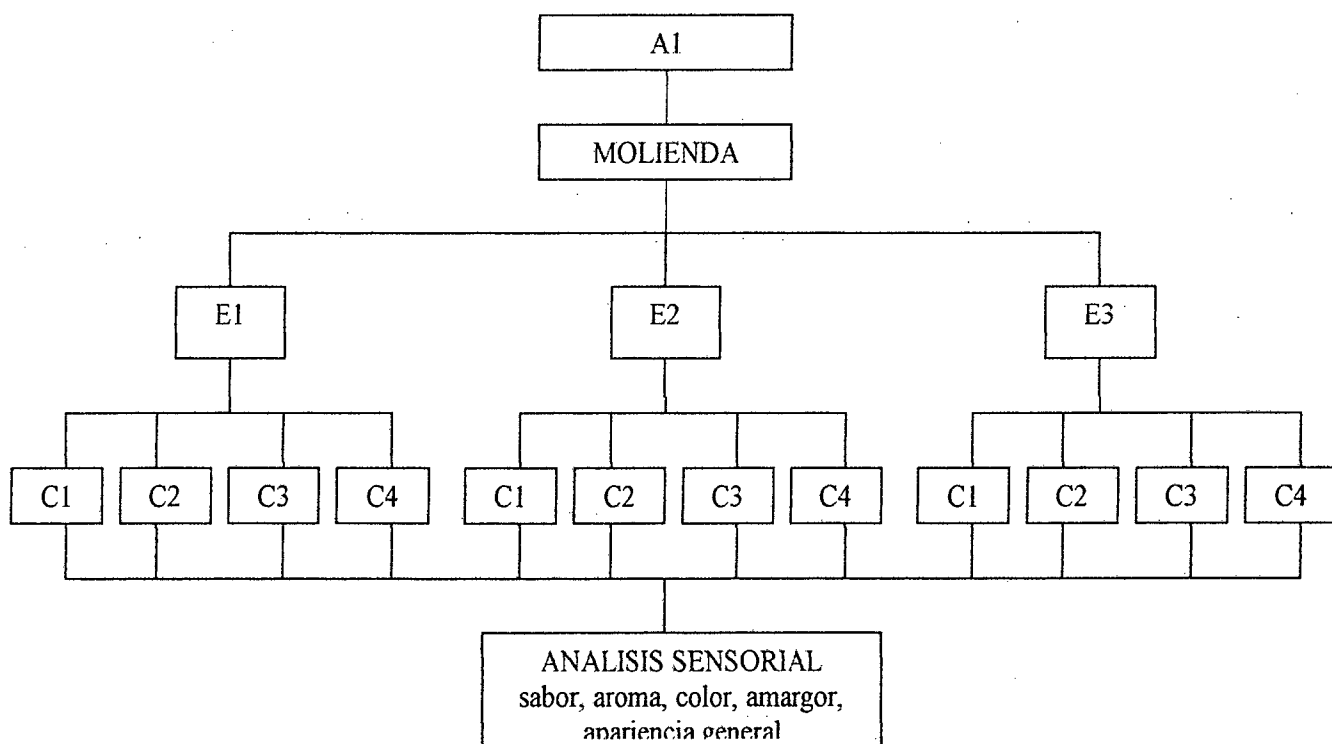 A1
MOLIENDA
E1 E2 E3
C1 C2 C3 C4 C1 C2 C3 C4 C1 C2 C3 C4
ANALISIS SENSORIAL
sabor, aroma, color, amargor,
apariencia general